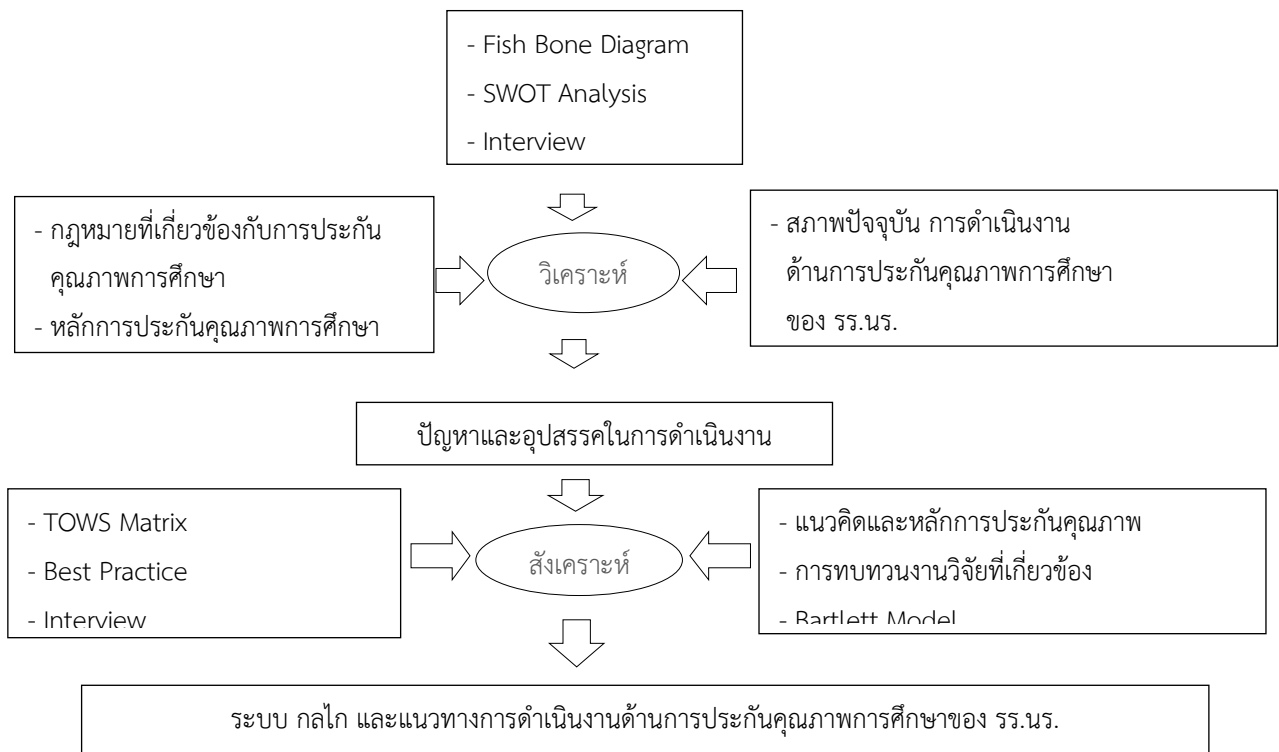 - Fish Bone Diagram
- SWOT Analysis
- Interview
- กฎหมายที่เกี่ยวข้องกับการประกัน
คุณภาพการศึกษา
- หลักการประกันคุณภาพการศึกษา
วิเคราะห์
- สภาพปัจจุบัน การดำเนินงาน
ด้านการประกันคุณภาพการศึกษา
ของ รร.นร.
ปัญหาและอุปสรรคในการดำเนินงาน
- TOWS Matrix
- Best Practice
- Interview
สังเคราะห์
- แนวคิดและหลักการประกันคุณภาพ
- การทบทวนงานวิจัยที่เกี่ยวข้อง
- Bartlett Model
ระบบ กลไก และแนวทางการดำเนินงานด้านการประกันคุณภาพการศึกษาของ รร.นร.